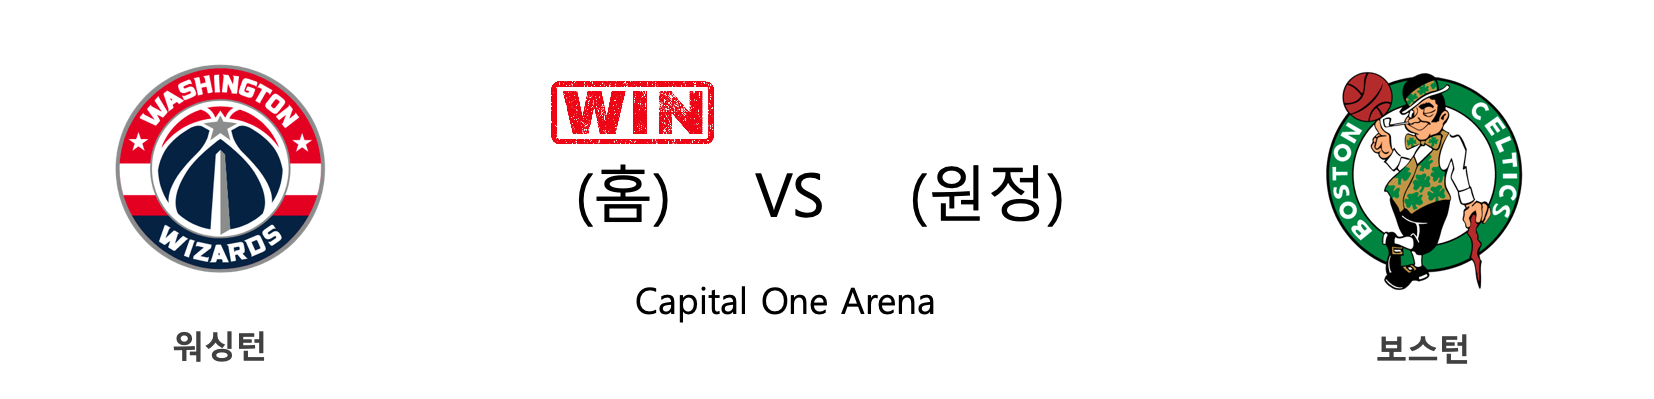 WASHINGTON
WIZARDS
워싱턴
WIN
(홈) VS (원정)
Capital One Arena
BOSTON
CELTICS
보스턴